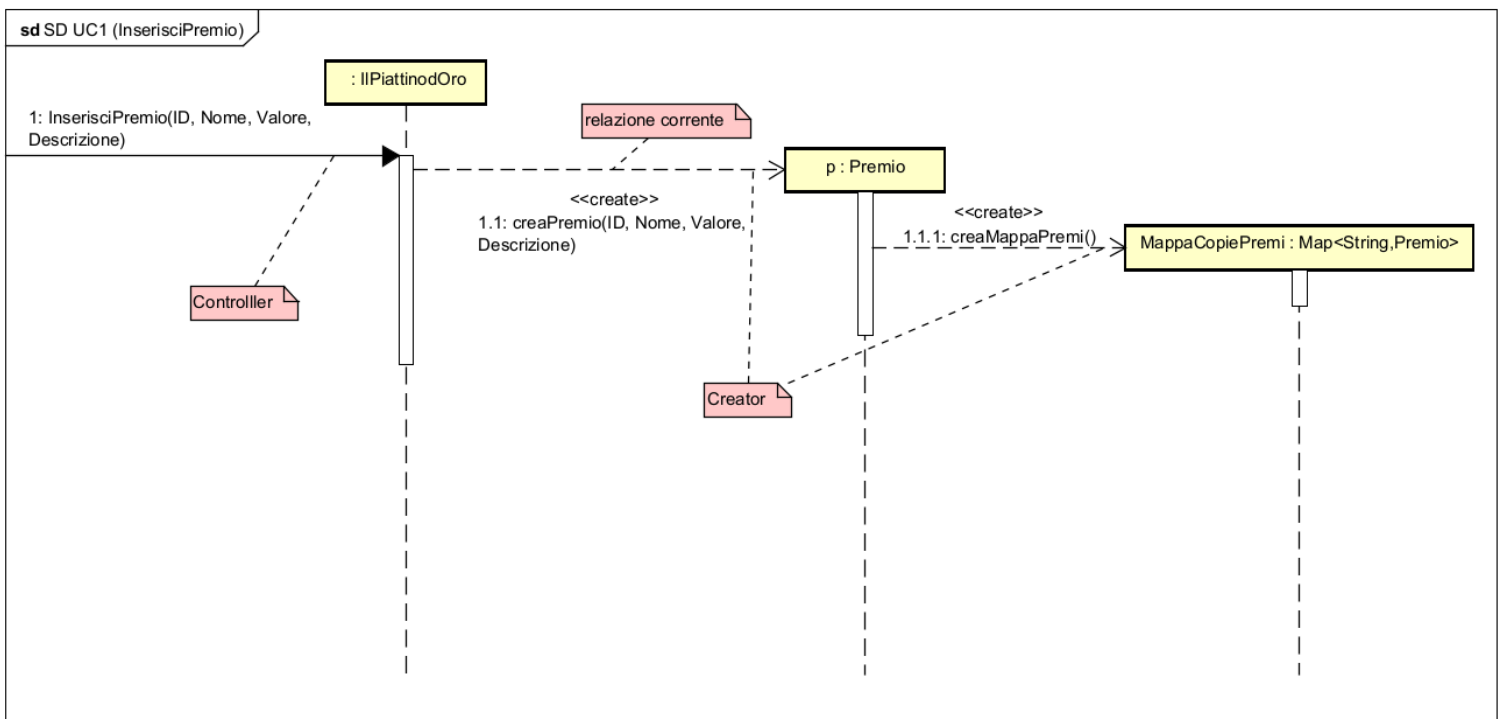 sd SD UC1 (InserisciPremio)
: IlPiattinodOro
1: InserisciPremio(ID, Nome, Valore,
Descrizione)
relazione corrente
p : Premio
<<create>>
1.1: creaPremio(ID, Nome, Valore,
Descrizione)
<<create>>
1.1.1: creaMappaPremi()
MappaCopiePremi : Map<String,Premio>
Controlller
Creator